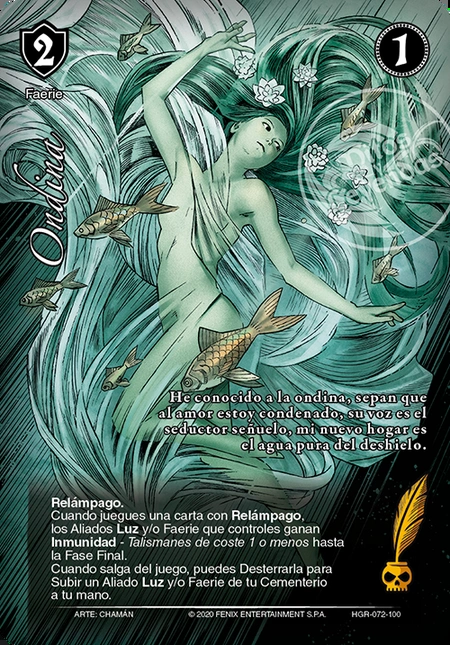 2
1
Faerie
Ondina
Mitos
y
Leyendas
He conocido a la ondina, sepan que
al amor estoy condenado, su voz es el
seductor señuelo, mi nuevo hogar es
el agua pura del deshielo.
Relámpago.
Cuando juegues una carta con Relámpago,
los Aliados Luz y/o Faerie que controles ganan
Inmunidad - Talismanes de coste 1 o menos hasta
la Fase Final.
Cuando salga del juego, puedes Desterrarla para
Subir un Aliado Luz y/o Faerie de tu Cementerio
a tu mano.
ARTE: CHAMÁN © 2020 FENIX ENTERTAINMENT S.P.A. HGR-072-100